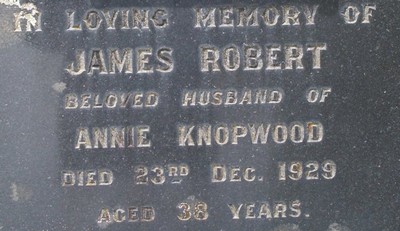 IN LOVING MEMORY OF
JAMES ROBERT
BELOVED HUSBAND OF
ANNIE KNOPWOOD
DIED 23RD DEC. 1929
AGED 38 YEARS.